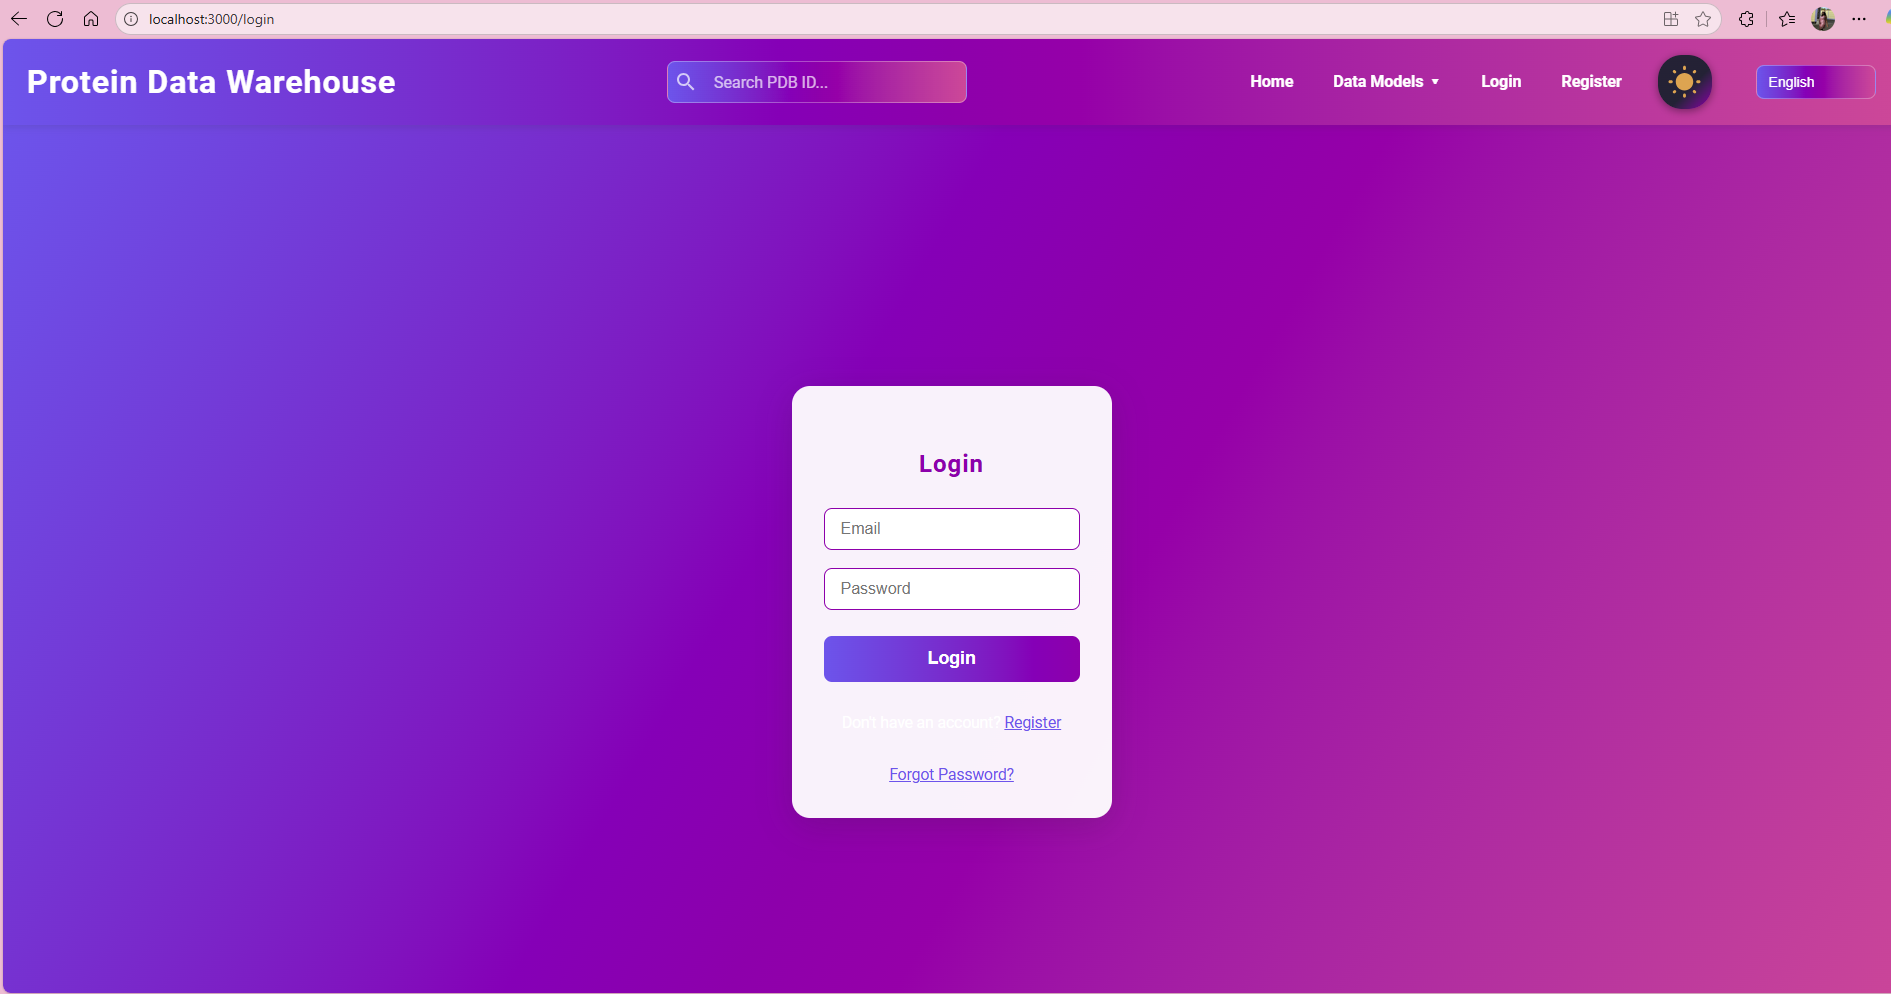 localhost:3000/login
Protein Data Warehouse
Search PDB ID...
Home
Data Models
Login
Register
English
Login
Email
Password
Login
Don't have an account? Register
Forgot Password?